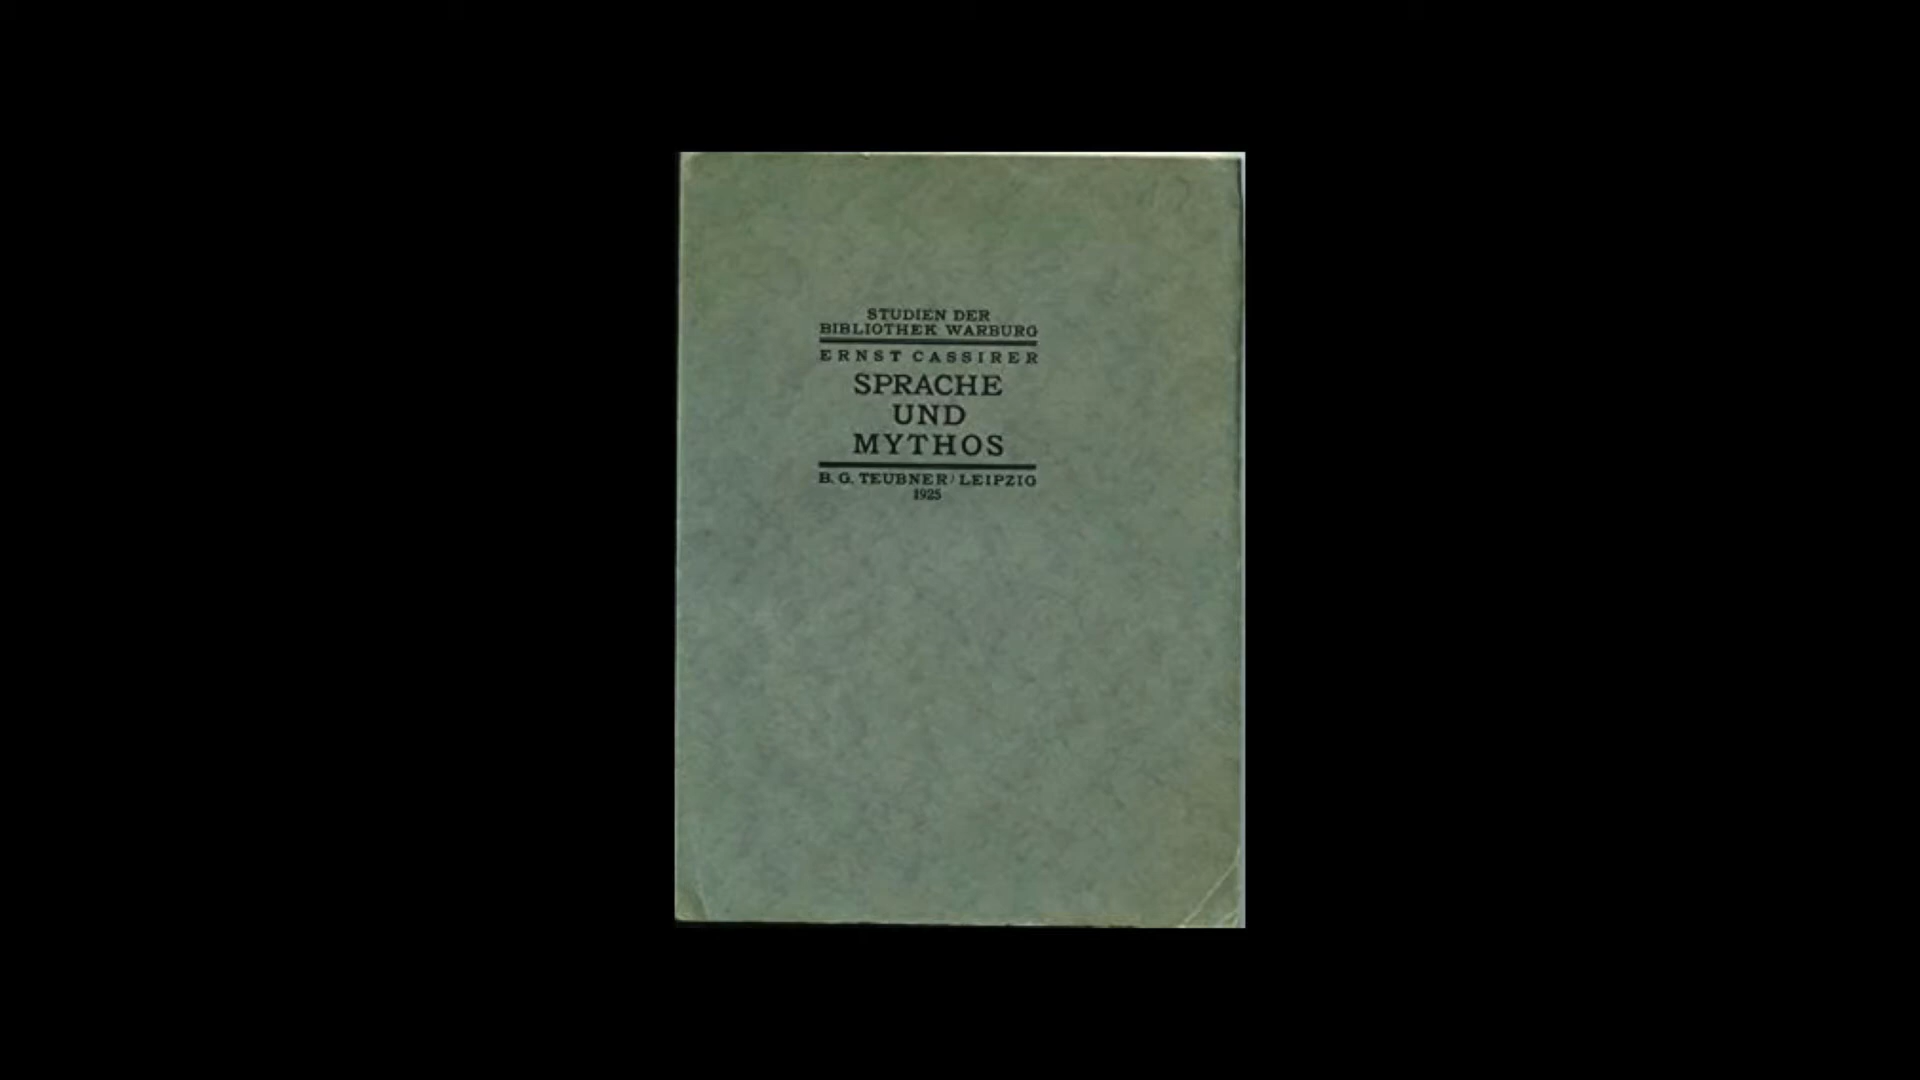 STUDIEN DER
BIBLIOTHEK WARBURG
ERNST CASSIRER
SPRACHE
UND
MYTHOS
B. G. TEUBNER / LEIPZIG
1925